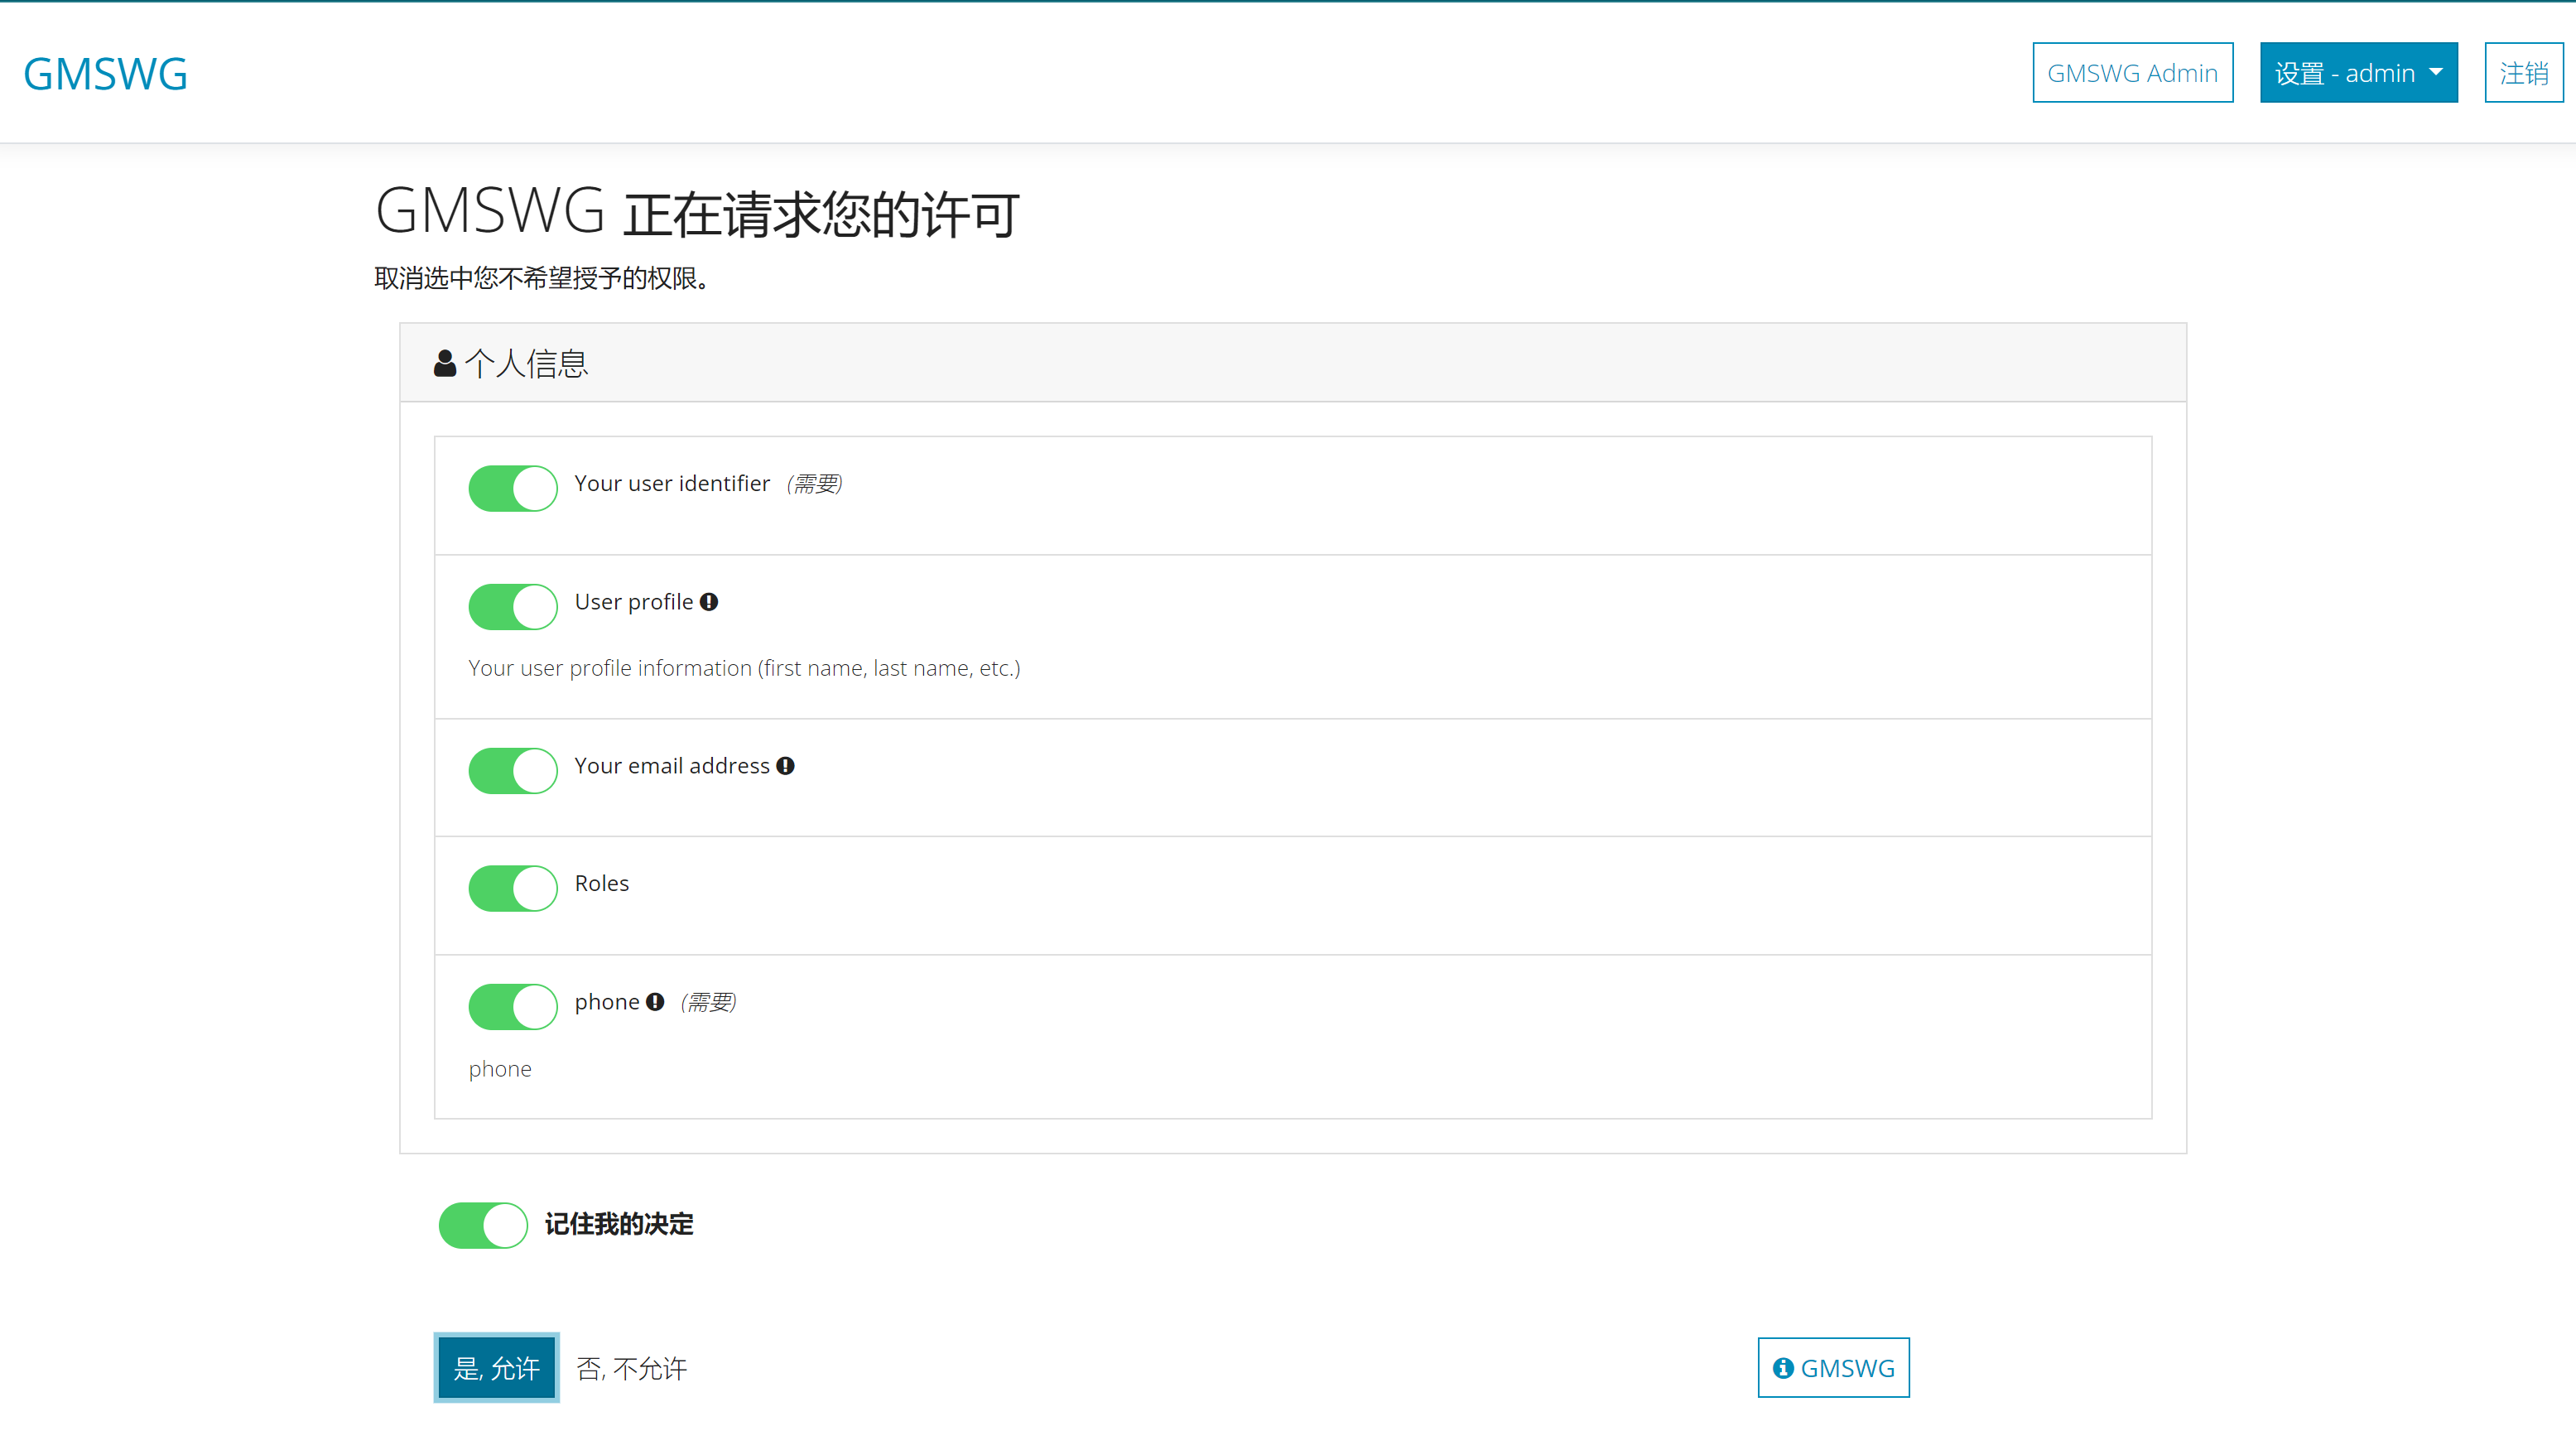 GMSWG
GMSWG Admin
设置 - admin
注销
GMSWG 正在请求您的许可
取消选中您不希望授予的权限。
个人信息
Your user identifier (需要)
User profile
Your user profile information (first name, last name, etc.)
Your email address
Roles
phone (需要)
phone
记住我的决定
是, 允许
否, 不允许
GMSWG